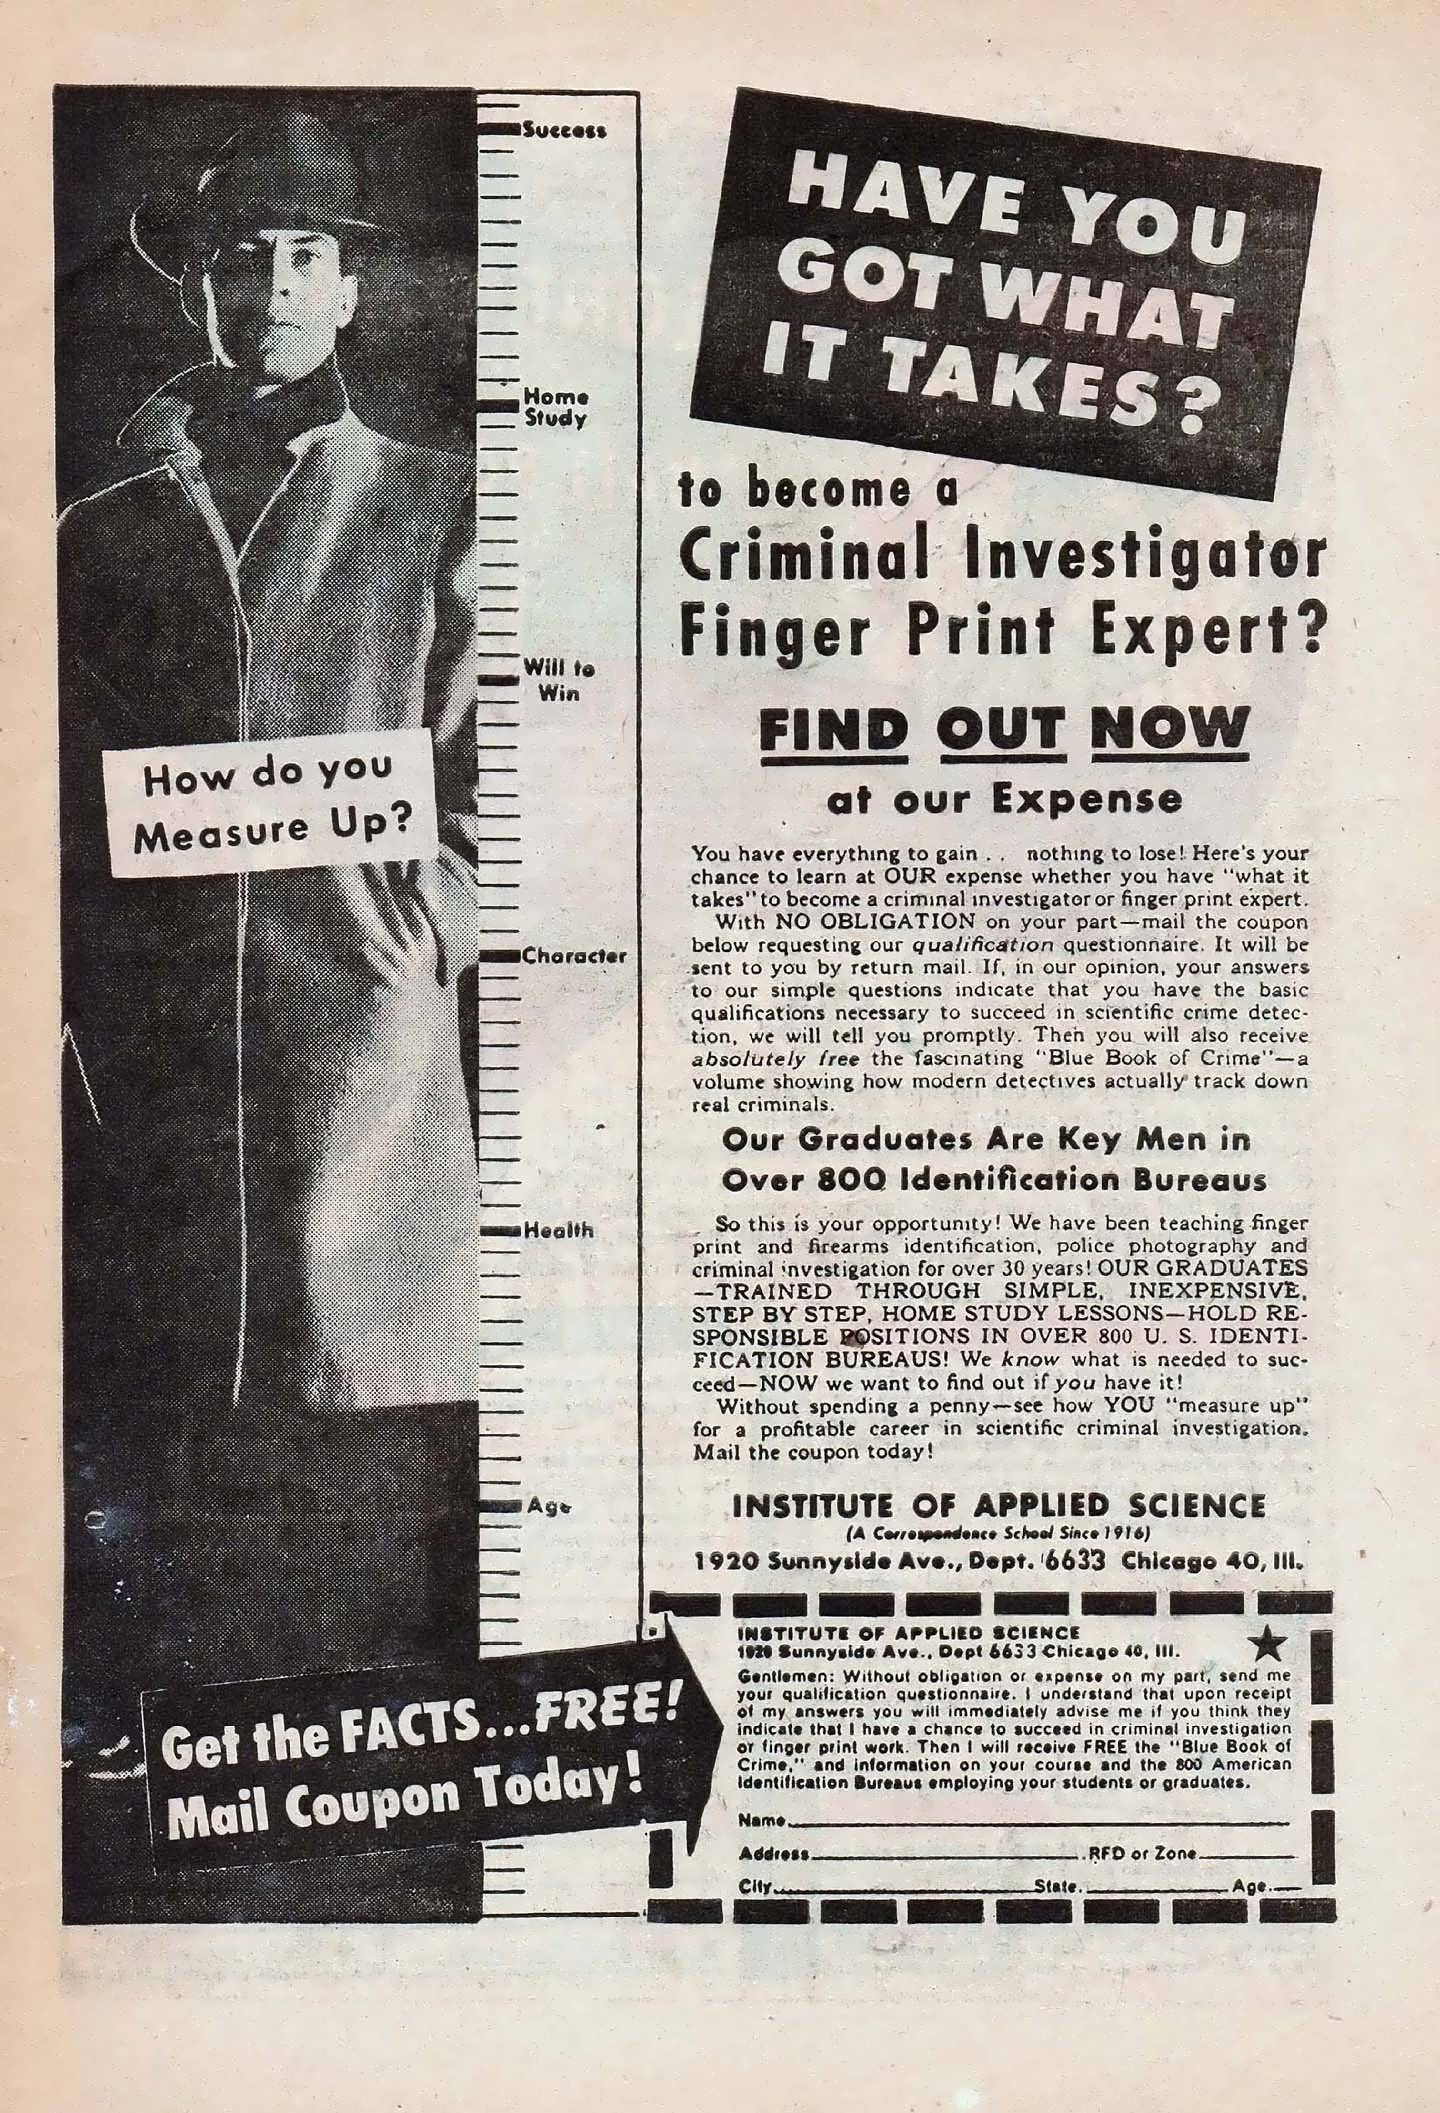 Success
Home
Study
Will to
Win
How do you
Measure Up?
Character
Health
Age
Get the FACTS...FREE!
Mail Coupon Today!
HAVE YOU
GOT WHAT
IT TAKES?
to become a
Criminal Investigator
Finger Print Expert?
FIND OUT NOW
at our Expense
You have everything to gain . . nothing to lose! Here's your
chance to learn at OUR expense whether you have "what it
takes" to become a criminal investigator or finger print expert.
With NO OBLIGATION on your part—mail the coupon
below requesting our qualification questionnaire. It will be
sent to you by return mail. If, in our opinion, your answers
to our simple questions indicate that you have the basic
qualifications necessary to succeed in scientific crime detec-
tion, we will tell you promptly. Then you will also receive
absolutely free the fascinating "Blue Book of Crime"—a
volume showing how modern detectives actually track down
real criminals.
Our Graduates Are Key Men in
Over 800 Identification Bureaus
So this is your opportunity! We have been teaching finger
print and firearms identification, police photography and
criminal investigation for over 30 years! OUR GRADUATES
—TRAINED THROUGH SIMPLE, INEXPENSIVE,
STEP BY STEP, HOME STUDY LESSONS—HOLD RE-
SPONSIBLE POSITIONS IN OVER 800 U. S. IDENTI-
FICATION BUREAUS! We know what is needed to suc-
ceed—NOW we want to find out if you have it!
Without spending a penny—see how YOU "measure up"
for a profitable career in scientific criminal investigation.
Mail the coupon today!
INSTITUTE OF APPLIED SCIENCE
(A Correspondence School Since 1916)
1920 Sunnyside Ave., Dept. 6633 Chicago 40, Ill.
INSTITUTE OF APPLIED SCIENCE
1920 Sunnyside Ave., Dept 6633 Chicago 40, Ill.
Gentlemen: Without obligation or expense on my part, send me
your qualification questionnaire. I understand that upon receipt
of my answers you will immediately advise me if you think they
indicate that I have a chance to succeed in criminal investigation
or finger print work. Then I will receive FREE the "Blue Book of
Crime," and information on your course and the 800 American
Identification Bureaus employing your students or graduates.
Name
Address RFD or Zone
City State Age